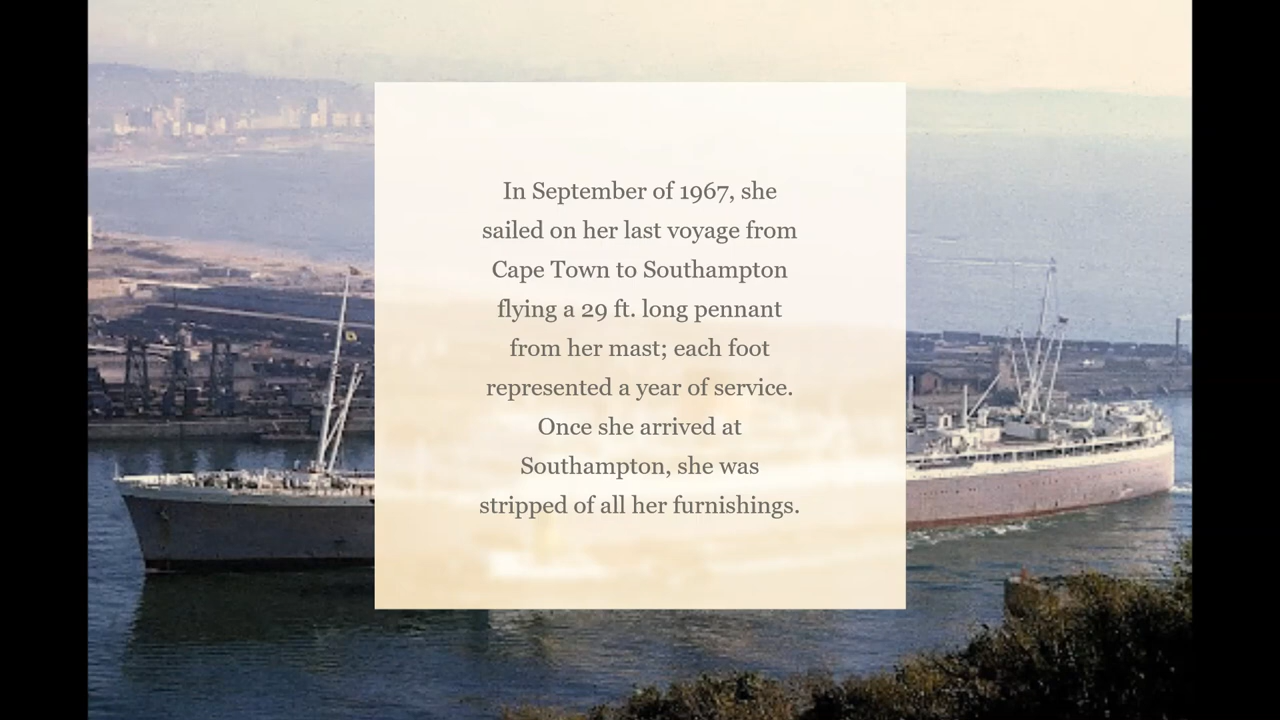 In September of 1967, she
sailed on her last voyage from
Cape Town to Southampton
flying a 29 ft. long pennant
from her mast; each foot
represented a year of service.
Once she arrived at
Southampton, she was
stripped of all her furnishings.